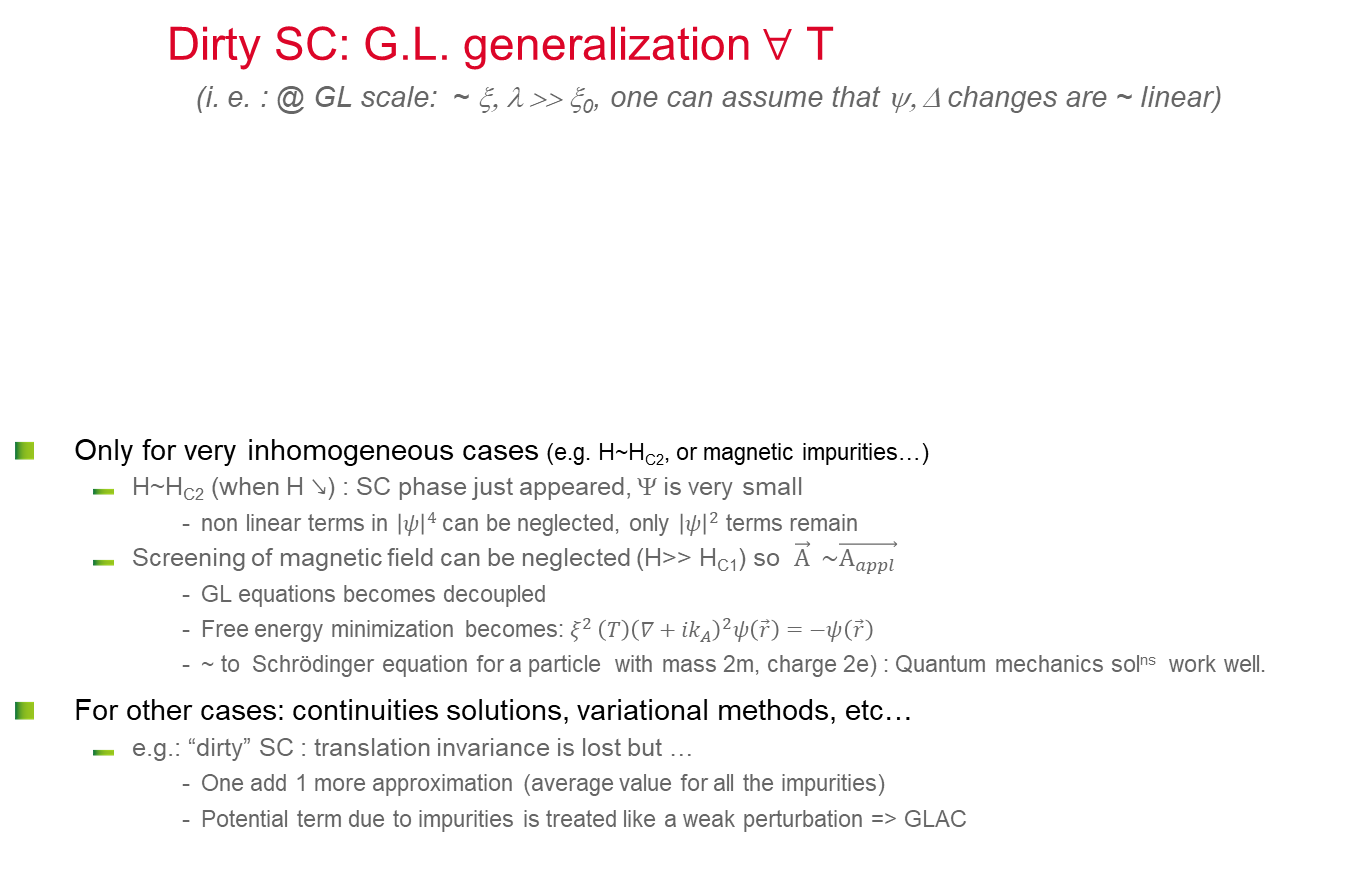 Dirty SC: G.L. generalization ∀ T
(i. e. : @ GL scale: ~ ξ, λ >> ξ₀, one can assume that ψ, Δ changes are ~ linear)
Only for very inhomogeneous cases (e.g. H~H_C2, or magnetic impurities…)
H~H_C2 (when H ↘) : SC phase just appeared, Ψ is very small
- non linear terms in |ψ|⁴ can be neglected, only |ψ|² terms remain
Screening of magnetic field can be neglected (H>> H_C1) so A⃗ ~A_appl⃗
- GL equations becomes decoupled
- Free energy minimization becomes: ξ² (T)(∇ + ik_A)²ψ(r⃗) = −ψ(r⃗)
- ~ to Schrödinger equation for a particle with mass 2m, charge 2e) : Quantum mechanics solⁿˢ work well.
For other cases: continuities solutions, variational methods, etc…
e.g.: “dirty” SC : translation invariance is lost but …
- One add 1 more approximation (average value for all the impurities)
- Potential term due to impurities is treated like a weak perturbation => GLAC